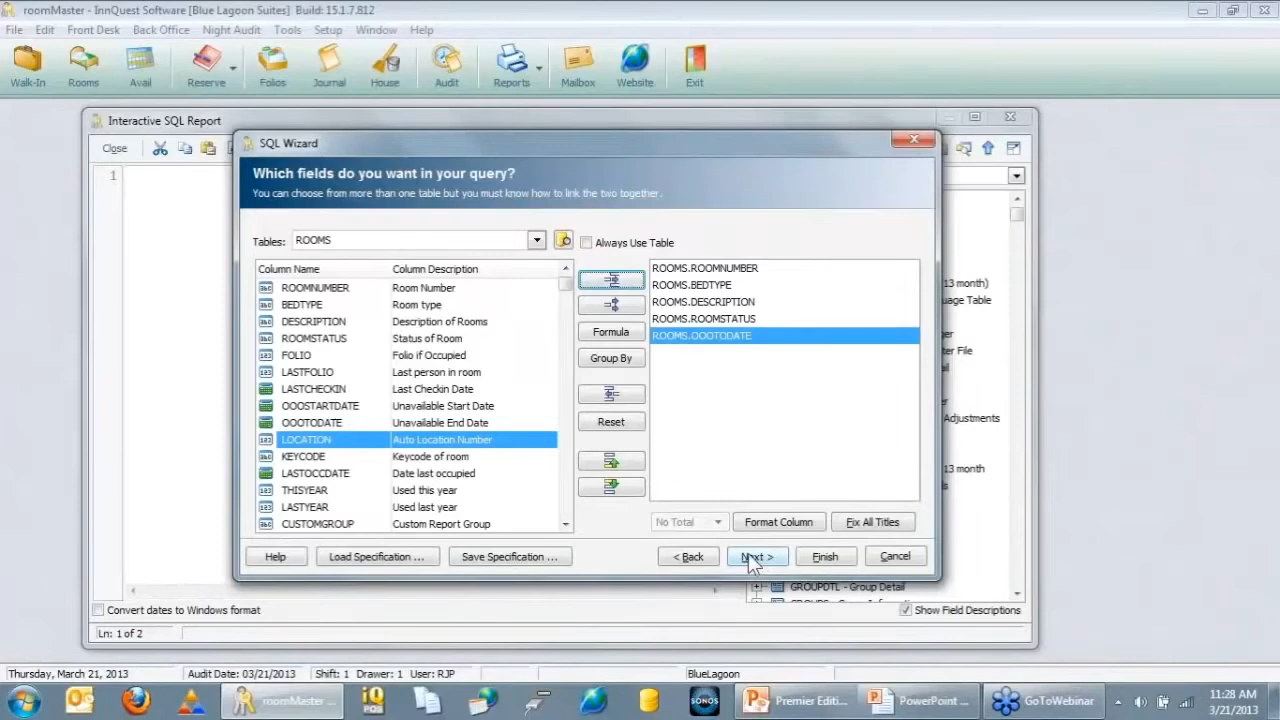 roomMaster - InnQuest Software [Blue Lagoon Suites] Build: 15.1.7.812
File Edit Front Desk Back Office Night Audit Tools Setup Window Help
Walk-In Rooms Avail Reserve Folios Journal House Audit Reports Mailbox Website Exit
Interactive SQL Report
Close
1
SQL Wizard
Which fields do you want in your query?
You can choose from more than one table but you must know how to link the two together.
Tables: ROOMS
Always Use Table
Column Name Column Description
ROOMNUMBER Room Number
BEDTYPE Room type
DESCRIPTION Description of Rooms
ROOMSTATUS Status of Room
FOLIO Folio if Occupied
LASTFOLIO Last person in room
LASTCHECKIN Last Checkin Date
OOOSTARTDATE Unavailable Start Date
OOOTODATE Unavailable End Date
LOCATION Auto Location Number
KEYCODE Keycode of room
LASTOCCDATE Date last occupied
THISYEAR Used this year
LASTYEAR Used last year
CUSTOMGROUP Custom Report Group
Formula
Group By
Reset
ROOMS.ROOMNUMBER
ROOMS.BEDTYPE
ROOMS.DESCRIPTION
ROOMS.ROOMSTATUS
ROOMS.OOOTODATE
No Total Format Column Fix All Titles
Help Load Specification ... Save Specification ... < Back Next > Finish Cancel
13 month)
age Table
er
er File
ail
er
Adjustments
13 month
ls
GROUPDTL - Group Detail
Convert dates to Windows format
Show Field Descriptions
Ln: 1 of 2
Thursday, March 21, 2013 Audit Date: 03/21/2013 Shift: 1 Drawer: 1 User: RJP BlueLagoon
roomMaster ... iQ POS SONOS Premier Editi... PowerPoint ... GoToWebinar
11:28 AM
3/21/2013